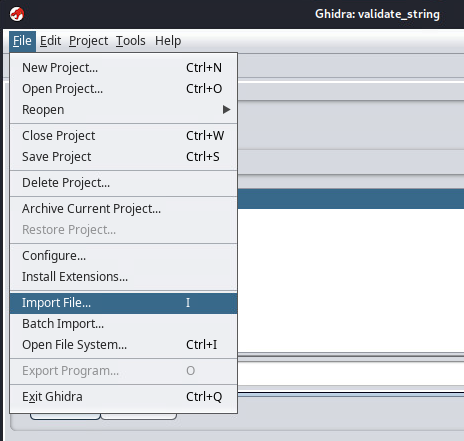 Ghidra: validate_string
File Edit Project Tools Help
New Project... Ctrl+N
Open Project... Ctrl+O
Reopen
Close Project Ctrl+W
Save Project Ctrl+S
Delete Project...
Archive Current Project...
Restore Project...
Configure...
Install Extensions...
Import File... I
Batch Import...
Open File System... Ctrl+I
Export Program... O
Exit Ghidra Ctrl+Q